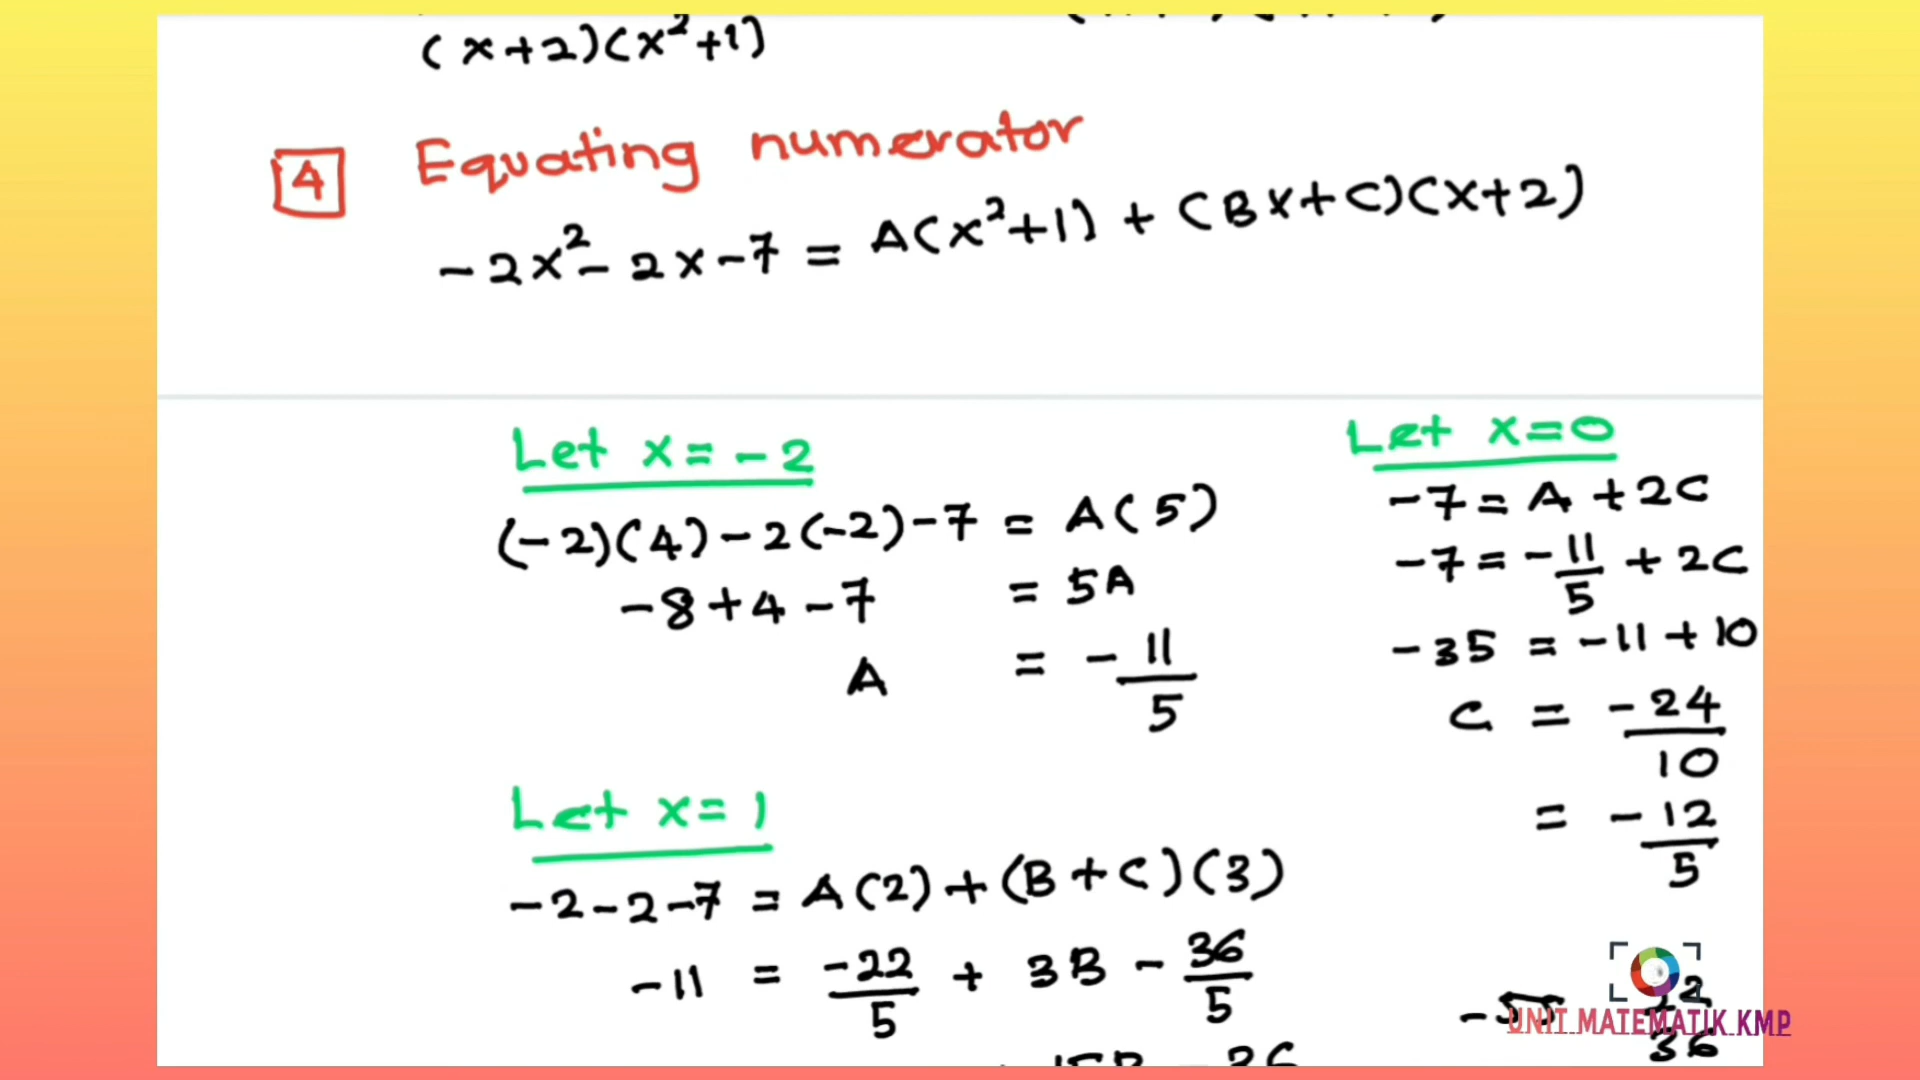 (x+2)(x²+1)
4 Equating numerator
-2x²-2x-7 = A(x²+1) + (Bx+C)(x+2)
Let x=-2
(-2)(4)-2(-2)-7 = A(5)
-8+4-7 = 5A
A = -11/5
Let x=1
-2-2-7 = A(2)+(B+C)(3)
-11 = -22/5 + 3B - 36/5
Let x=0
-7=A+2C
-7=-11/5+2C
-35 = -11+10
C = -24/10
= -12/5
UNIT MATEMATIK KMP
36